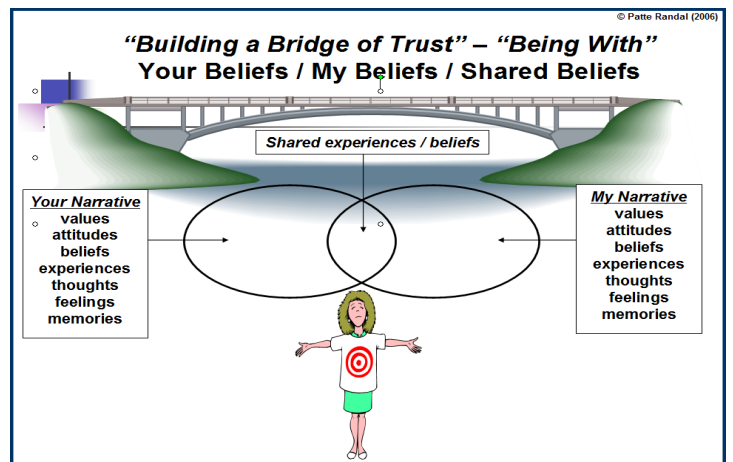 © Patte Randal (2006)
“Building a Bridge of Trust” – “Being With”
Your Beliefs / My Beliefs / Shared Beliefs
Shared experiences / beliefs
Your Narrative
values
attitudes
beliefs
experiences
thoughts
feelings
memories
My Narrative
values
attitudes
beliefs
experiences
thoughts
feelings
memories